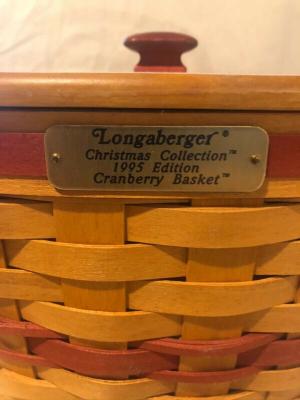 Longaberger®
Christmas Collection™
1995 Edition
Cranberry Basket™